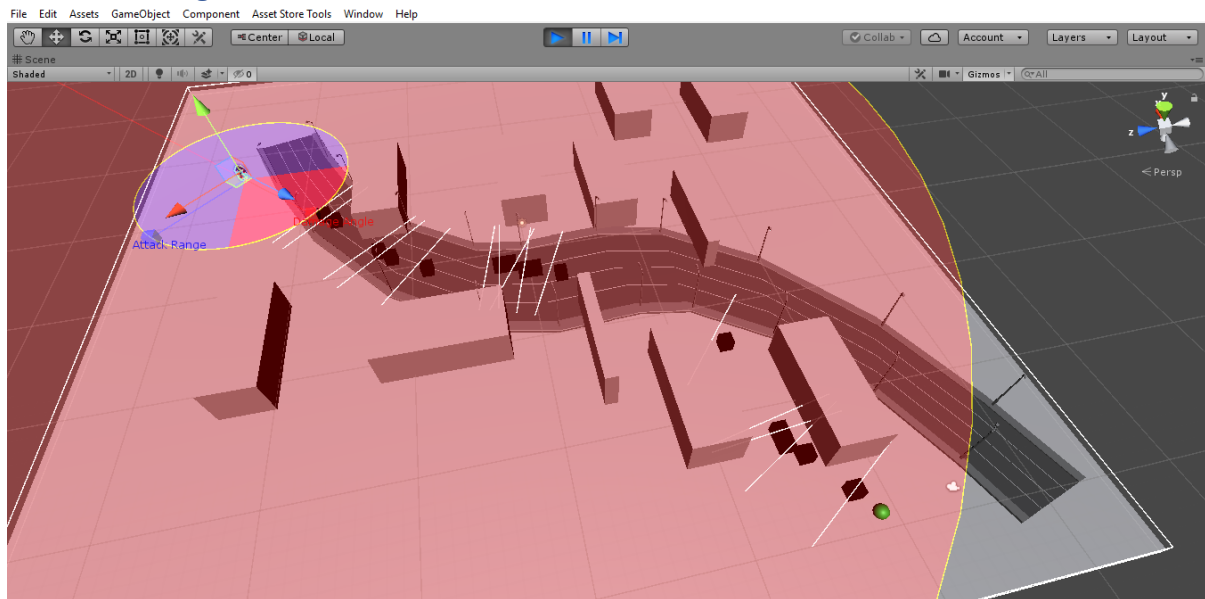 File Edit Assets GameObject Component Asset Store Tools Window Help
Center Local Collab Account Layers Layout
Scene
Shaded 2D 0 Gizmos All
y
z
Persp
Attack Range